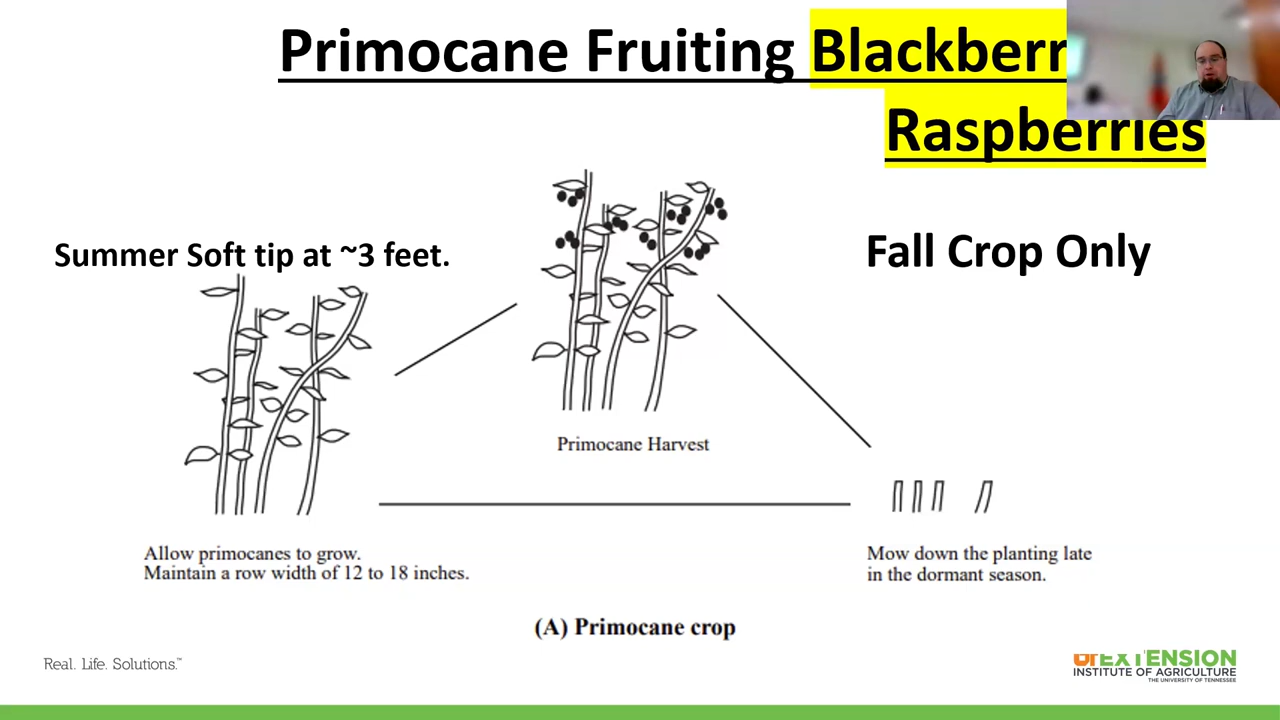 Primocane Fruiting
Raspberries
Summer Soft tip at ~3 feet.
Fall Crop Only
Primocane Harvest
Allow primocanes to grow.
Maintain a row width of 12 to 18 inches.
Mow down the planting late
in the dormant season.
(A) Primocane crop
Real. Life. Solutions.™
UT EXTENSION
INSTITUTE OF AGRICULTURE
THE UNIVERSITY OF TENNESSEE